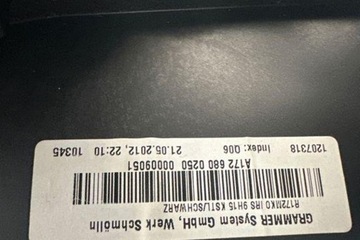 GRAMMER System GmbH, Werk Schmölln
R172MKO IRS 9H15 KSTL/SCHWARZ
A172 680 0250 00009051
1207318 Index: 006 21.05.2012, 22:10 10345